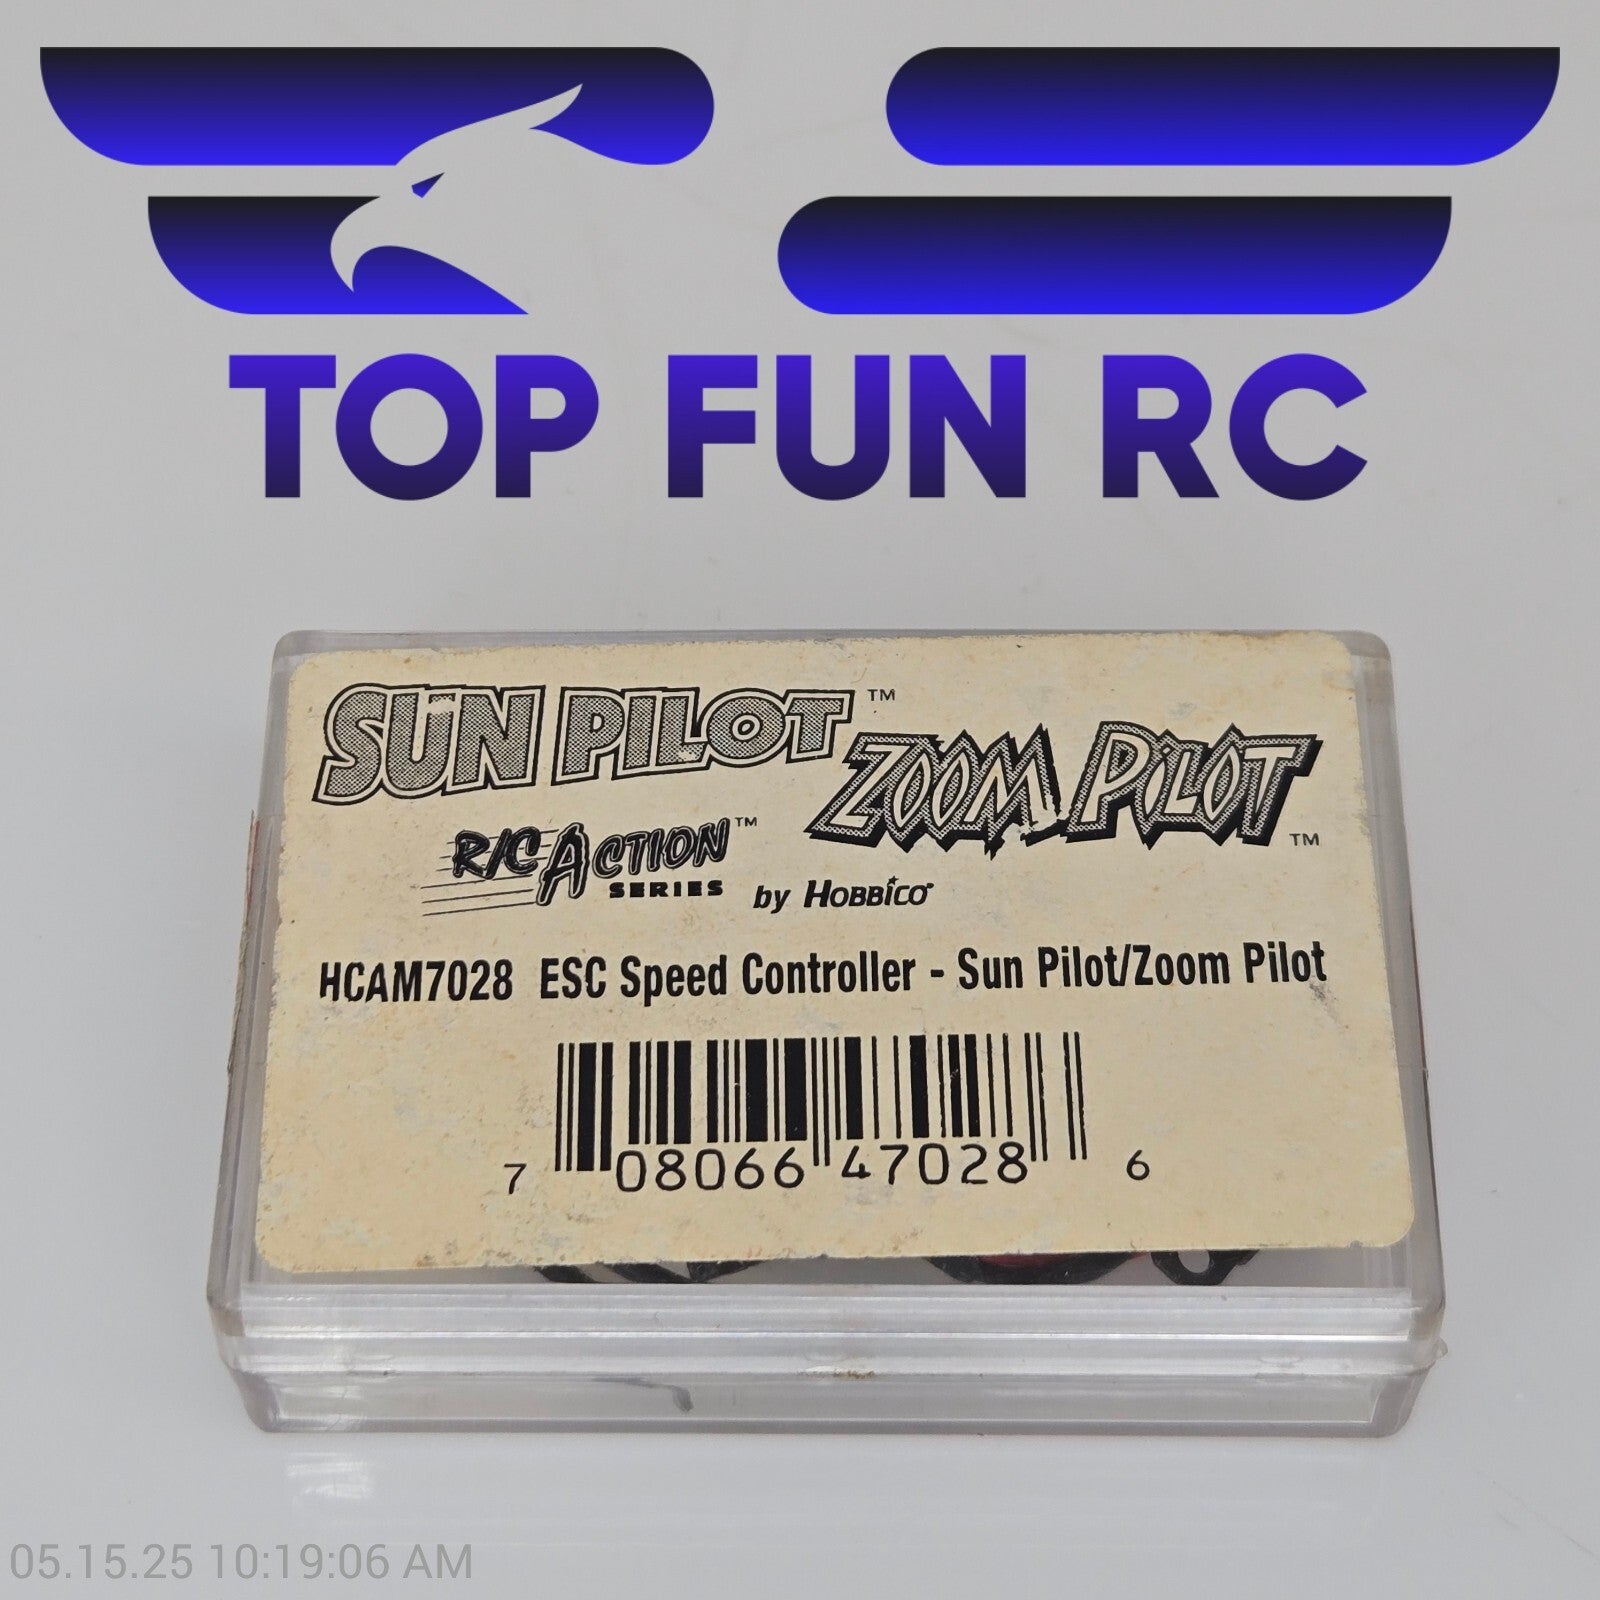 TOP FUN RC
SUN PILOT™
ZOOM PILOT™
R/C ACTION™
SERIES
by HOBBICO®
HCAM7028 ESC Speed Controller - Sun Pilot/Zoom Pilot
7 08066 47028 6
05.15.25 10:19:06 AM